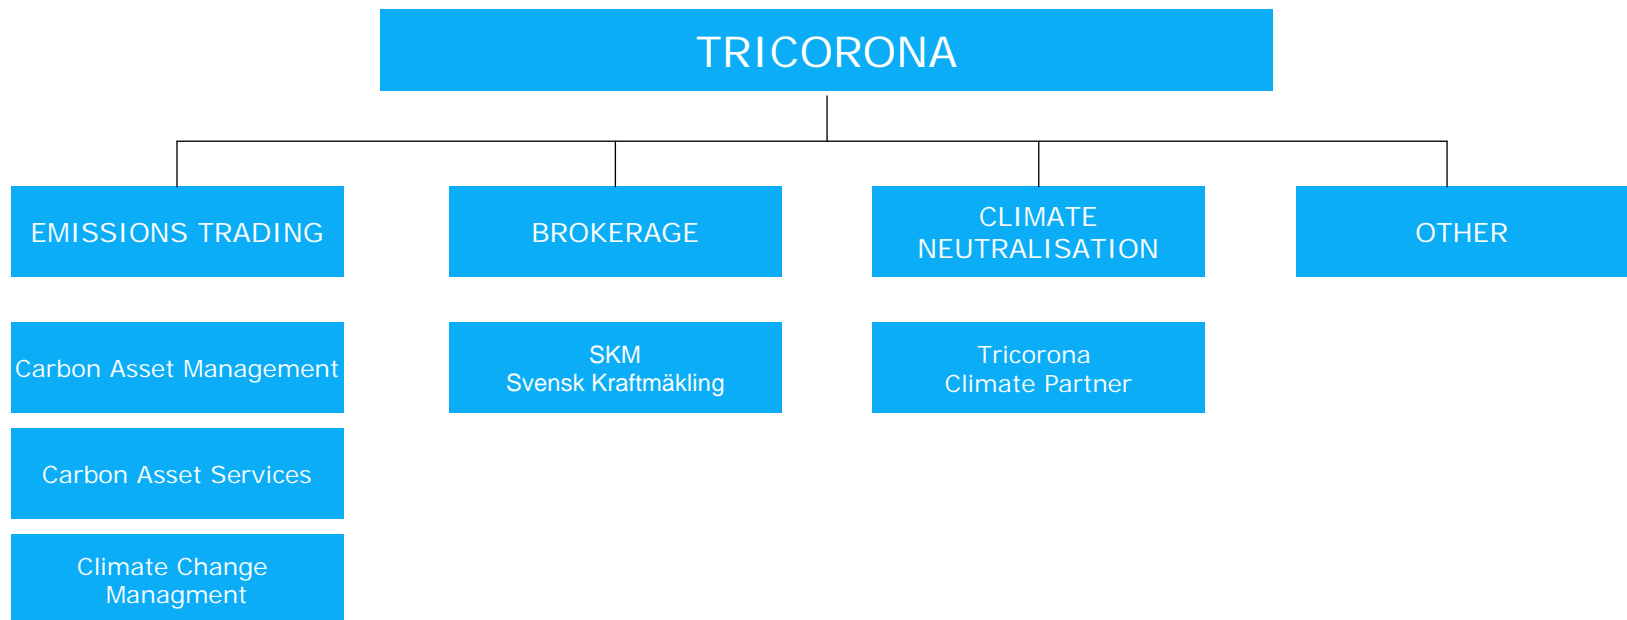 TRICORONA
EMISSIONS TRADING
BROKERAGE
CLIMATE
NEUTRALISATION
OTHER
Carbon Asset Management
SKM
Svensk Kraftmäkling
Tricorona
Climate Partner
Carbon Asset Services
Climate Change
Managment